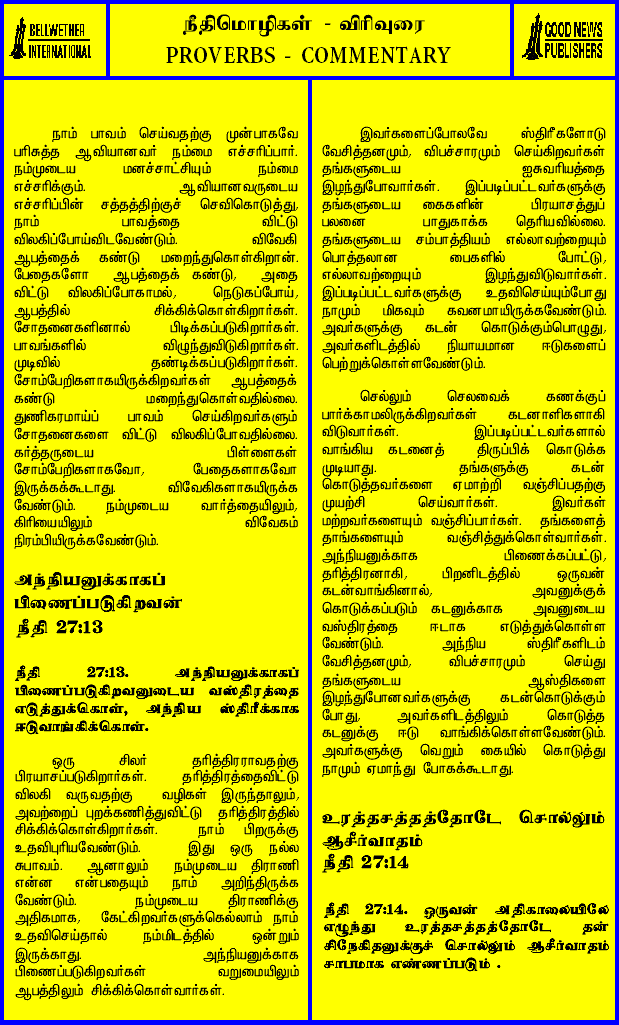 BELLWETHER
INTERNATIONAL
நீதிமொழிகள் - விரிவுரை
PROVERBS - COMMENTARY
GOOD NEWS
PUBLISHERS
நாம் பாவம் செய்வதற்கு முன்பாகவே
பரிசுத்த ஆவியானவர் நம்மை எச்சரிப்பார்.
நம்முடைய மனச்சாட்சியும் நம்மை
எச்சரிக்கும். ஆவியானவருடைய
எச்சரிப்பின் சத்தத்திற்குச் செவிகொடுத்து,
நாம் பாவத்தை விட்டு
விலகிப்போய்விடவேண்டும். விவேகி
ஆபத்தைக் கண்டு மறைந்துகொள்கிறான்.
பேதைகளோ ஆபத்தைக் கண்டு, அதை
விட்டு விலகிப்போகாமல், நெடுகப்போய்,
ஆபத்தில் சிக்கிக்கொள்கிறார்கள்.
சோதனைகளினால் பிடிக்கப்படுகிறார்கள்.
பாவங்களில் விழுந்துவிடுகிறார்கள்.
முடிவில் தண்டிக்கப்படுகிறார்கள்.
சோம்பேறிகளாகயிருக்கிறவர்கள் ஆபத்தைக்
கண்டு மறைந்துகொள்வதில்லை.
துணிகரமாய்ப் பாவம் செய்கிறவர்களும்
சோதனைகளை விட்டு விலகிப்போவதில்லை.
கர்த்தருடைய பிள்ளைகள்
சோம்பேறிகளாகவோ, பேதைகளாகவோ
இருக்கக்கூடாது. விவேகிகளாகயிருக்க
வேண்டும். நம்முடைய வார்த்தையிலும்,
கிரியையிலும் விவேகம்
நிரம்பியிருக்கவேண்டும்.
அந்நியனுக்காகப்
பிணைப்படுகிறவன்
நீதி 27:13
நீதி 27:13. அந்நியனுக்காகப்
பிணைப்படுகிறவனுடைய வஸ்திரத்தை
எடுத்துக்கொள், அந்நிய ஸ்திரீக்காக
ஈடுவாங்கிக்கொள்.
ஒரு சிலர் தரித்திரராவதற்கு
பிரயாசப்படுகிறார்கள். தரித்திரத்தைவிட்டு
விலகி வருவதற்கு வழிகள் இருந்தாலும்,
அவற்றைப் புறக்கணித்துவிட்டு தரித்திரத்தில்
சிக்கிக்கொள்கிறார்கள். நாம் பிறருக்கு
உதவிபுரியவேண்டும். இது ஒரு நல்ல
சுபாவம். ஆனாலும் நம்முடைய திராணி
என்ன என்பதையும் நாம் அறிந்திருக்க
வேண்டும். நம்முடைய திராணிக்கு
அதிகமாக, கேட்கிறவர்களுக்கெல்லாம் நாம்
உதவிசெய்தால் நம்மிடத்தில் ஒன்றும்
இருக்காது. அந்நியனுக்காக
பிணைப்படுகிறவர்கள் வறுமையிலும்
ஆபத்திலும் சிக்கிக்கொள்வார்கள்.
இவர்களைப்போலவே ஸ்திரீகளோடு
வேசித்தனமும், விபச்சாரமும் செய்கிறவர்கள்
தங்களுடைய ஐசுவரியத்தை
இழந்துபோவார்கள். இப்படிப்பட்டவர்களுக்கு
தங்களுடைய கைகளின் பிரயாசத்துப்
பலனை பாதுகாக்க தெரியவில்லை.
தங்களுடைய சம்பாத்தியம் எல்லாவற்றையும்
பொத்தலான பைகளில் போட்டு,
எல்லாவற்றையும் இழந்துவிடுவார்கள்.
இப்படிப்பட்டவர்களுக்கு உதவிசெய்யும்போது
நாமும் மிகவும் கவனமாயிருக்கவேண்டும்.
அவர்களுக்கு கடன் கொடுக்கும்பொழுது,
அவர்களிடத்தில் நியாயமான ஈடுகளைப்
பெற்றுக்கொள்ளவேண்டும்.
செல்லும் செலவைக் கணக்குப்
பார்க்காமலிருக்கிறவர்கள் கடனாளிகளாகி
விடுவார்கள். இப்படிப்பட்டவர்களால்
வாங்கிய கடனைத் திருப்பிக் கொடுக்க
முடியாது. தங்களுக்கு கடன்
கொடுத்தவர்களை ஏமாற்றி வஞ்சிப்பதற்கு
முயற்சி செய்வார்கள். இவர்கள்
மற்றவர்களையும் வஞ்சிப்பார்கள். தங்களைத்
தாங்களையும் வஞ்சித்துக்கொள்வார்கள்.
அந்நியனுக்காக பிணைக்கப்பட்டு,
தரித்திரனாகி, பிறனிடத்தில் ஒருவன்
கடன்வாங்கினால், அவனுக்குக்
கொடுக்கப்படும் கடனுக்காக அவனுடைய
வஸ்திரத்தை ஈடாக எடுத்துக்கொள்ள
வேண்டும். அந்நிய ஸ்திரீகளிடம்
வேசித்தனமும், விபச்சாரமும் செய்து
தங்களுடைய ஆஸ்திகளை
இழந்துபோனவர்களுக்கு கடன்கொடுக்கும்
போது, அவர்களிடத்திலும் கொடுத்த
கடனுக்கு ஈடு வாங்கிக்கொள்ளவேண்டும்.
அவர்களுக்கு வெறும் கையில் கொடுத்து
நாமும் ஏமாந்து போகக்கூடாது.
உரத்தசத்தத்தோடே சொல்லும்
ஆசீர்வாதம்
நீதி 27:14
நீதி 27:14. ஒருவன் அதிகாலையிலே
எழுந்து உரத்தசத்தத்தோடே தன்
சிநேகிதனுக்குச் சொல்லும் ஆசீர்வாதம்
சாபமாக எண்ணப்படும் .